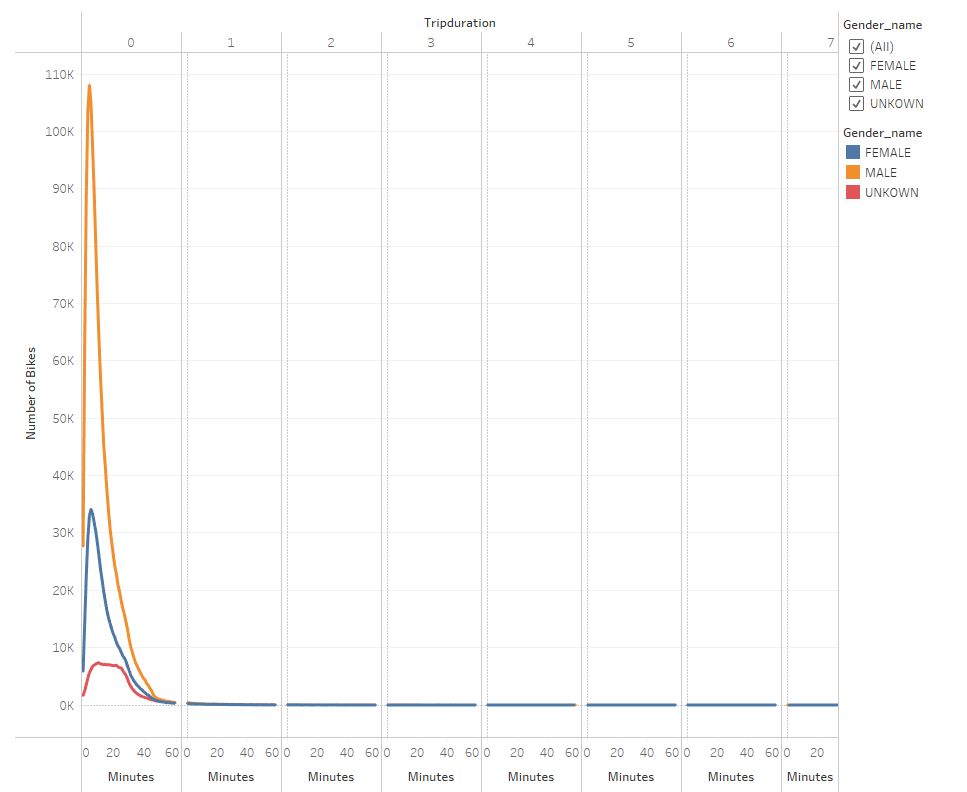 Tripduration
0 1 2 3 4 5 6 7
110K
100K
90K
80K
70K
60K
50K
40K
30K
20K
10K
0K
Number of Bikes
0 20 40 60 0 20 40 60 0 20 40 60 0 20 40 60 0 20 40 60 0 20 40 60 0 20 40 60 0 20
Minutes Minutes Minutes Minutes Minutes Minutes Minutes Minutes
Gender_name
(All)
FEMALE
MALE
UNKOWN
Gender_name
FEMALE
MALE
UNKOWN